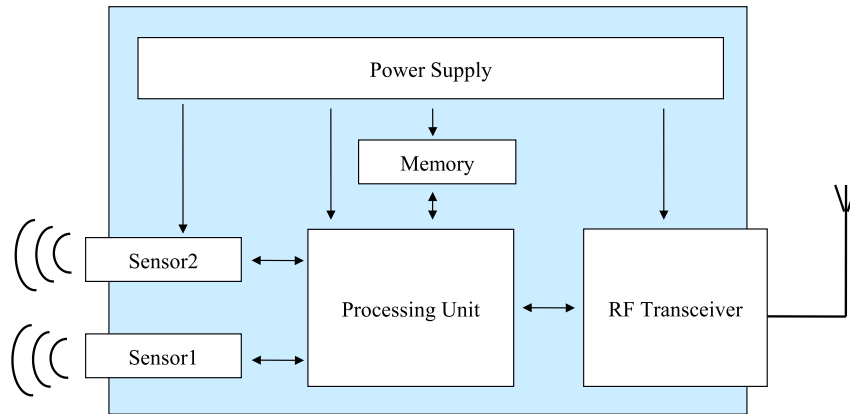 Power Supply
Memory
Sensor2
Processing Unit
RF Transceiver
Sensor1